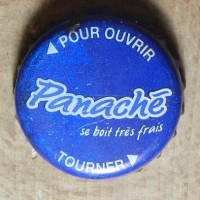 POUR OUVRIR
Panaché
se boit très frais
TOURNER